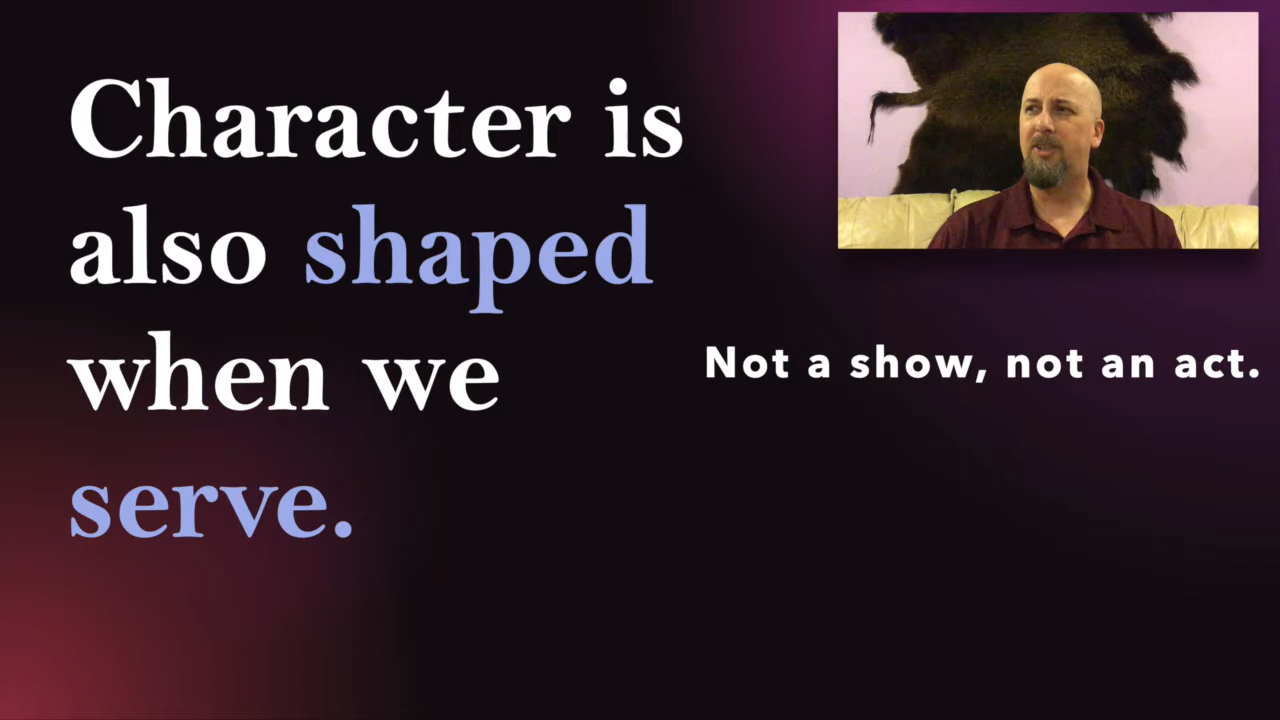 Character is
also shaped
when we
serve.
Not a show, not an act.